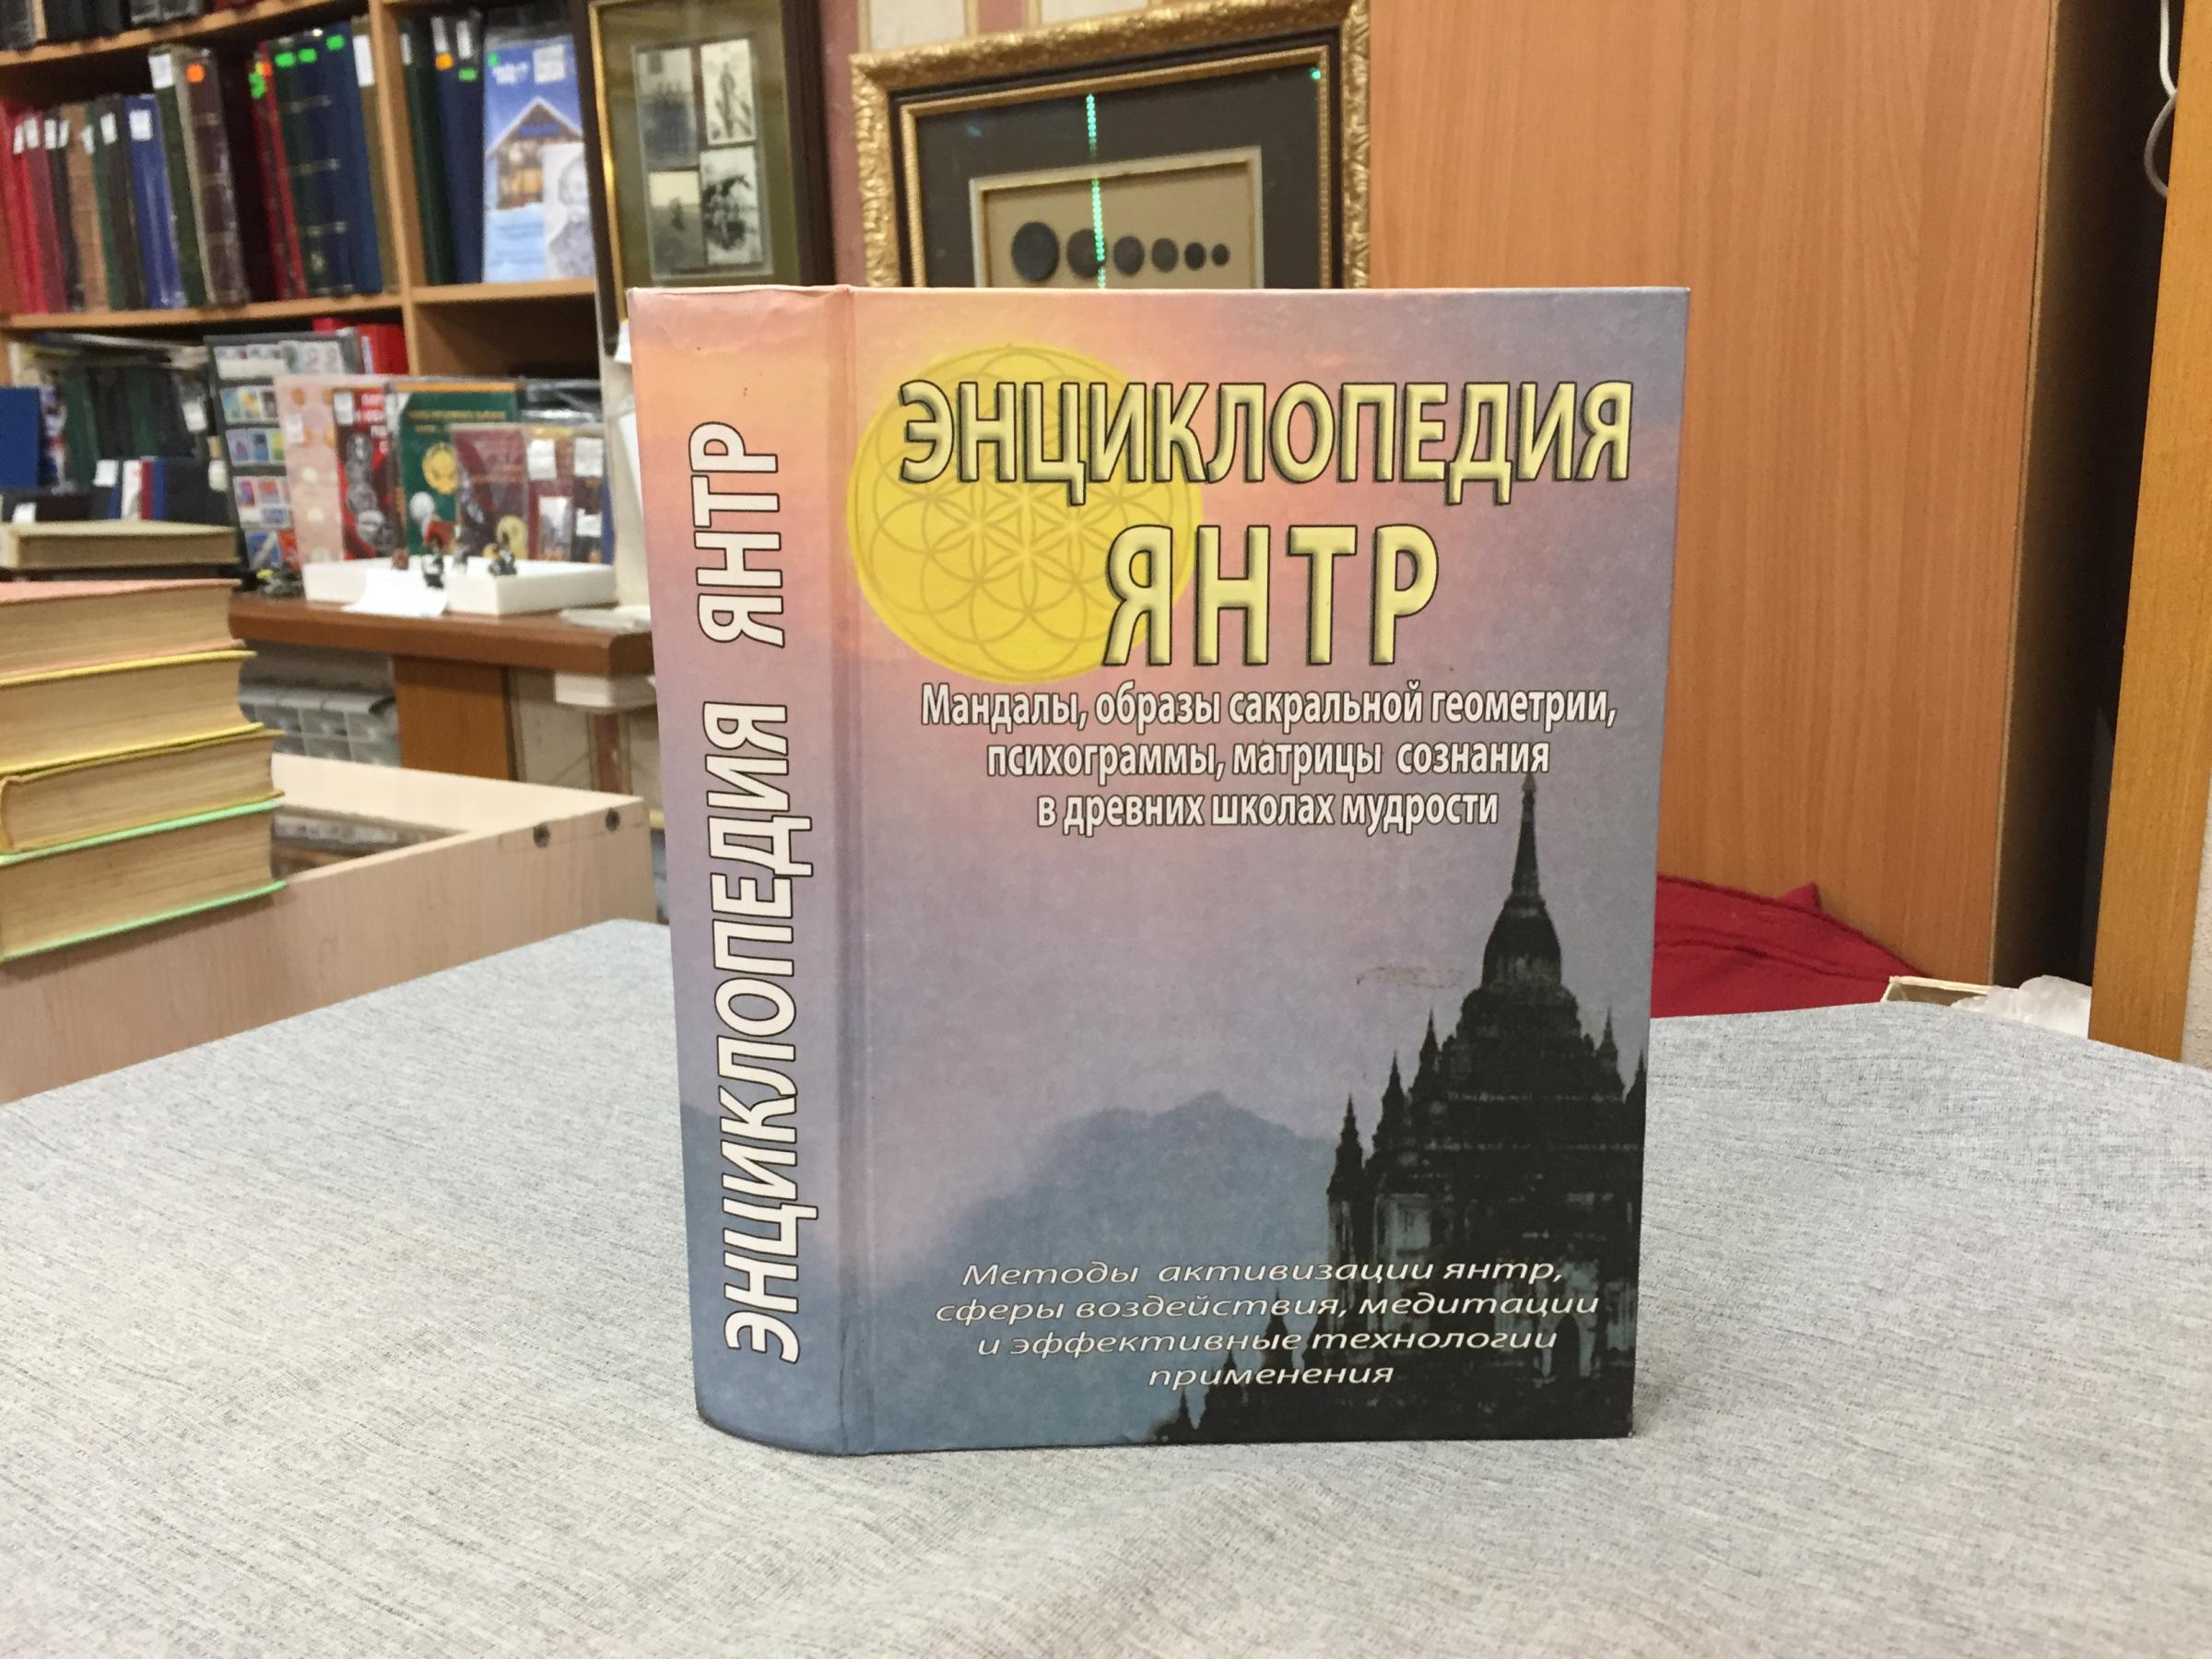 ЭНЦИКЛОПЕДИЯ ЯНТР
ЭНЦИКЛОПЕДИЯ
ЯНТР
Мандалы, образы сакральной геометрии,
психограммы, матрицы сознания
в древних школах мудрости
Методы активизации янтр,
сферы воздействия, медитации
и эффективные технологии
применения